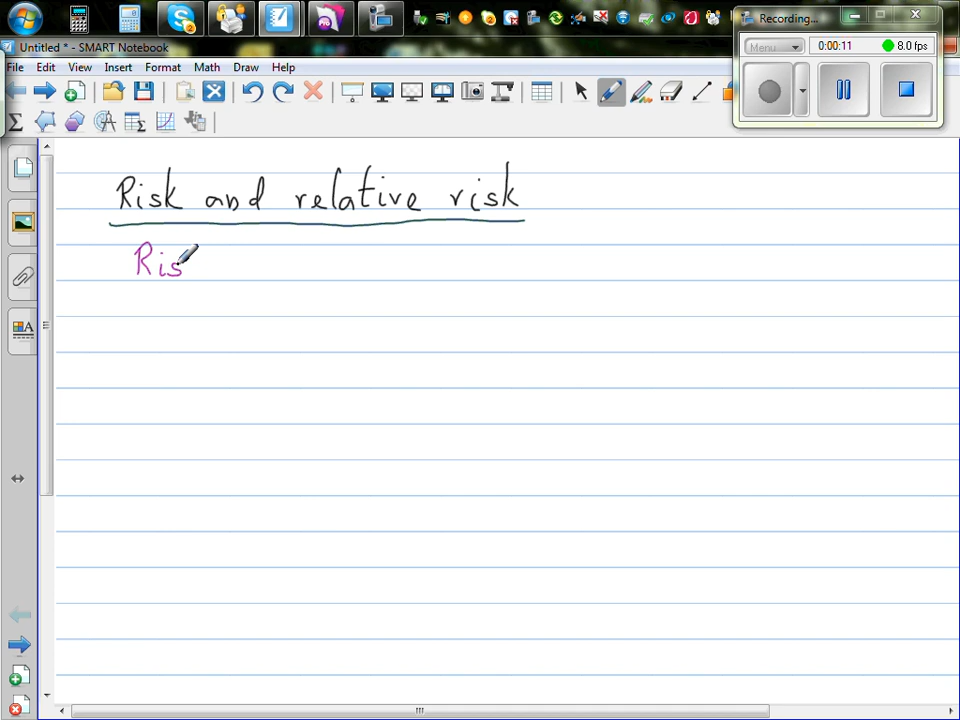 Recording...
Untitled * - SMART Notebook
Menu
0:00:11
8.0 fps
File Edit View Insert Format Math Draw Help
Risk and relative risk
Ris